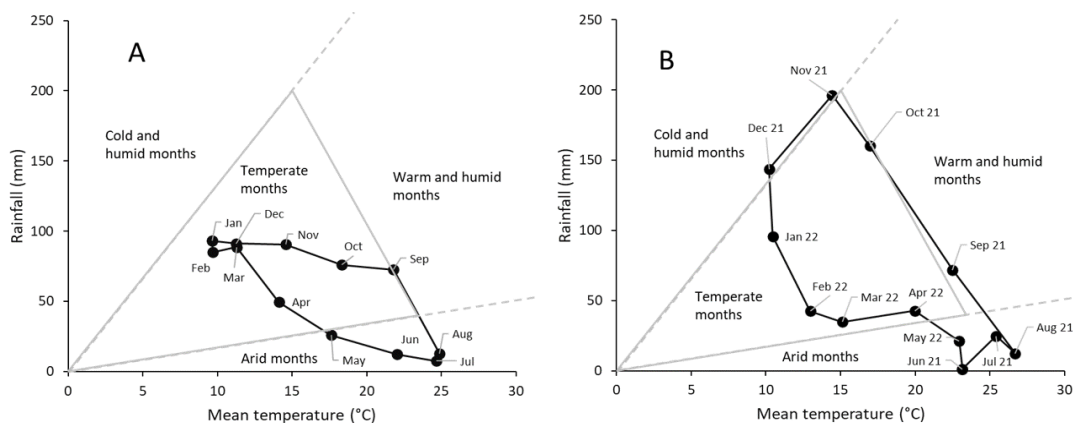 A
250
200
150
100
50
0
0
5
10
15
20
25
30
Rainfall (mm)
Mean temperature (°C)
Cold and
humid months
Temperate
months
Warm and humid
months
Arid months
Jan
Feb
Dec
Mar
Nov
Oct
Sep
Apr
May
Jun
Aug
Jul
B
250
200
150
100
50
0
0
5
10
15
20
25
30
Rainfall (mm)
Mean temperature (°C)
Cold and
humid months
Temperate
months
Warm and humid
months
Arid months
Nov 21
Oct 21
Dec 21
Jan 22
Sep 21
Feb 22
Mar 22
Apr 22
May 22
Jun 21
Jul 21
Aug 21